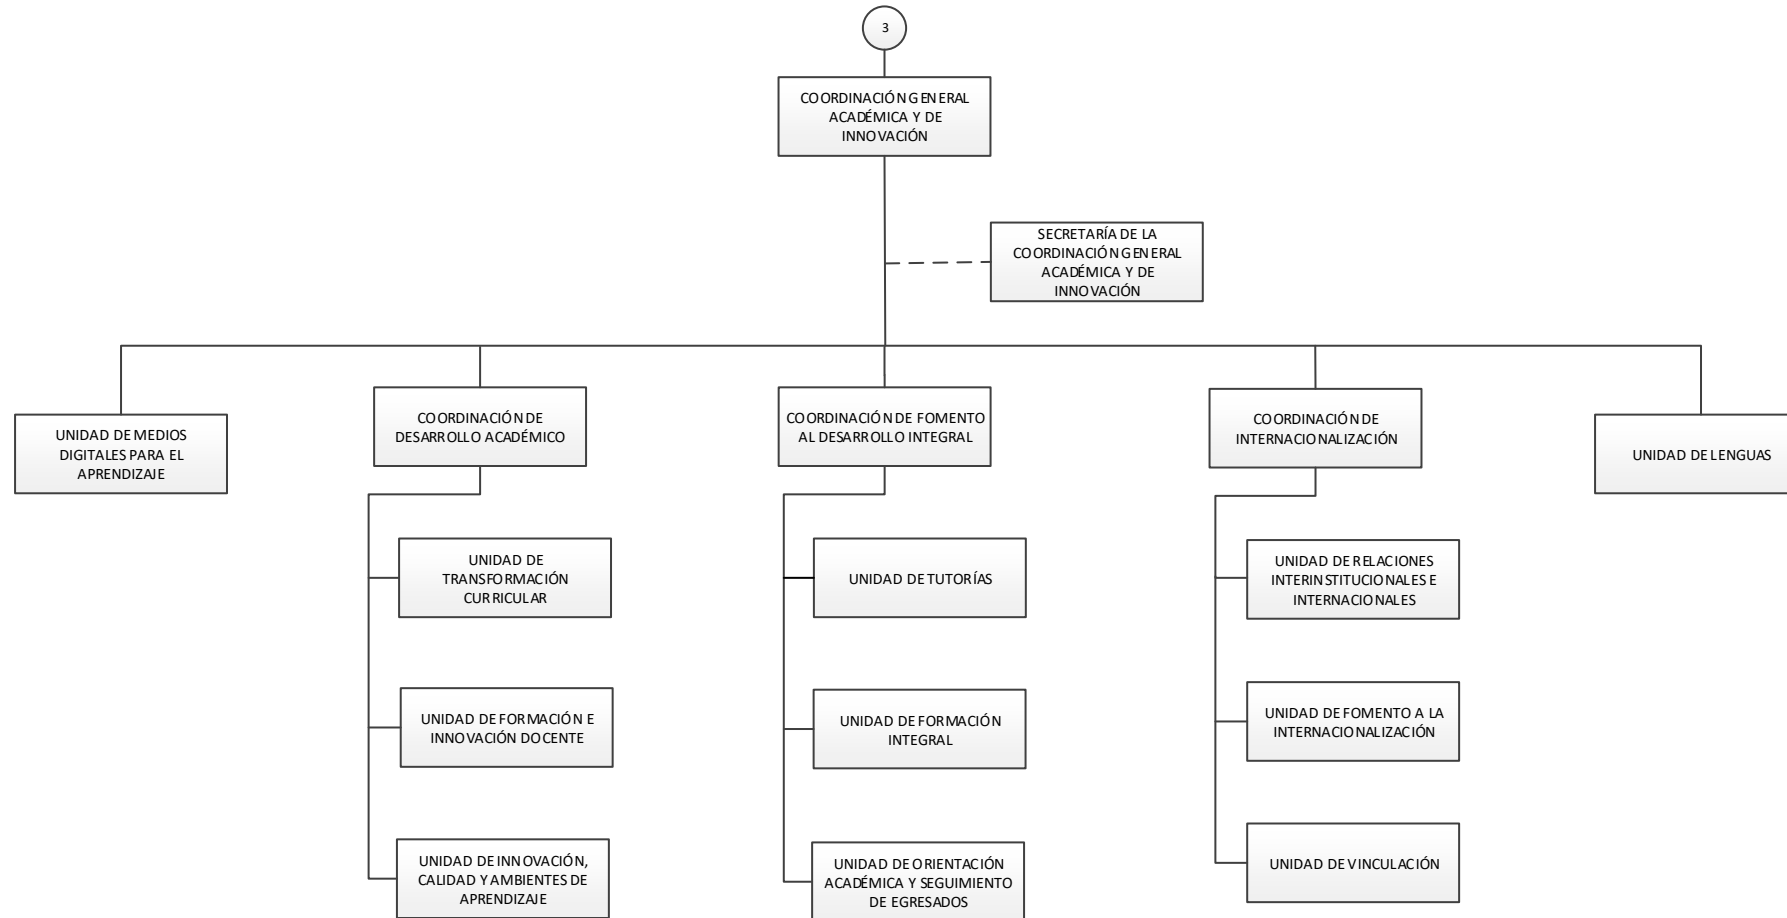 3
COORDINACIÓN GENERAL
ACADÉMICA Y DE
INNOVACIÓN
SECRETARÍA DE LA
COORDINACIÓN GENERAL
ACADÉMICA Y DE
INNOVACIÓN
UNIDAD DE MEDIOS
DIGITALES PARA EL
APRENDIZAJE
COORDINACIÓN DE
DESARROLLO ACADÉMICO
COORDINACIÓN DE FOMENTO
AL DESARROLLO INTEGRAL
COORDINACIÓN DE
INTERNACIONALIZACIÓN
UNIDAD DE LENGUAS
UNIDAD DE
TRANSFORMACIÓN
CURRICULAR
UNIDAD DE TUTORÍAS
UNIDAD DE RELACIONES
INTERINSTITUCIONALES E
INTERNACIONALES
UNIDAD DE FORMACIÓN E
INNOVACIÓN DOCENTE
UNIDAD DE FORMACIÓN
INTEGRAL
UNIDAD DE FOMENTO A LA
INTERNACIONALIZACIÓN
UNIDAD DE INNOVACIÓN,
CALIDAD Y AMBIENTES DE
APRENDIZAJE
UNIDAD DE ORIENTACIÓN
ACADÉMICA Y SEGUIMIENTO
DE EGRESADOS
UNIDAD DE VINCULACIÓN